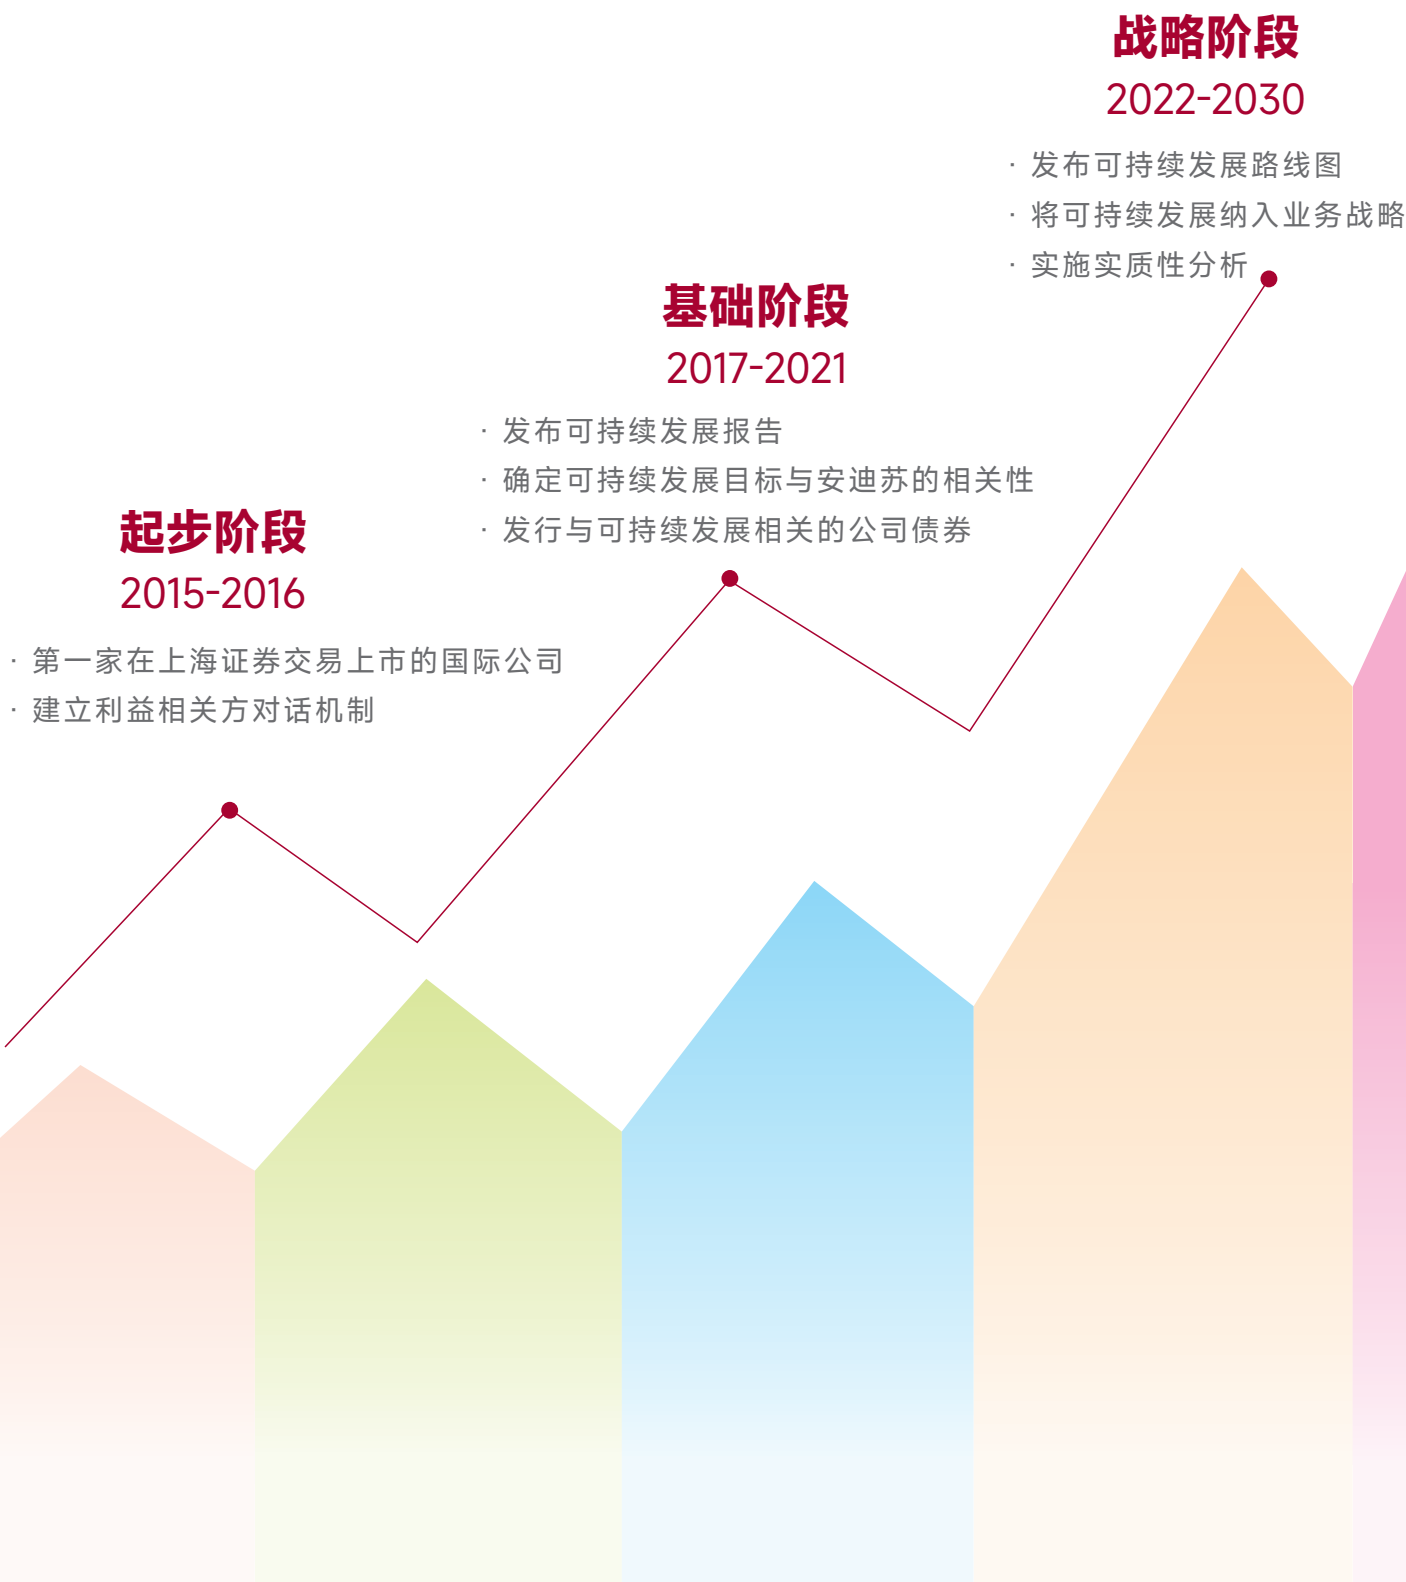 战略阶段
2022-2030
· 发布可持续发展路线图
· 将可持续发展纳入业务战略
· 实施实质性分析
基础阶段
2017-2021
· 发布可持续发展报告
· 确定可持续发展目标与安迪苏的相关性
· 发行与可持续发展相关的公司债券
起步阶段
2015-2016
· 第一家在上海证券交易上市的国际公司
· 建立利益相关方对话机制